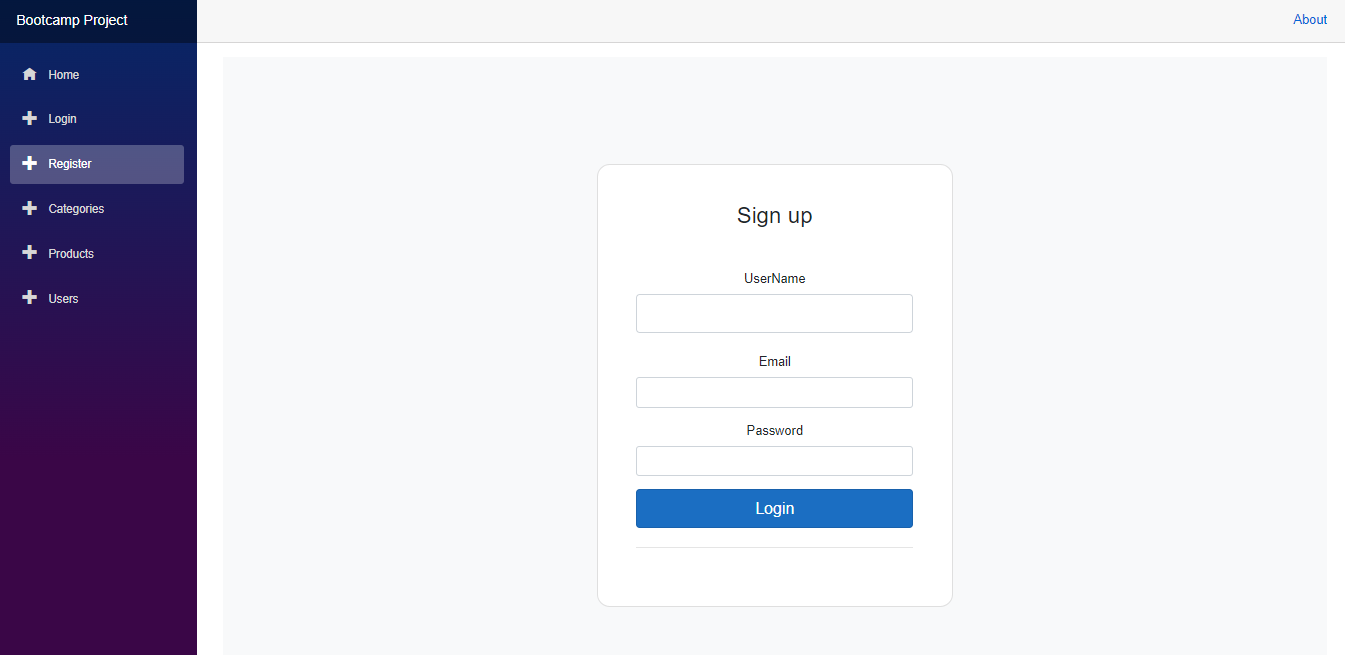 Bootcamp Project
About
Home
Login
Register
Categories
Products
Users
Sign up
UserName
Email
Password
Login